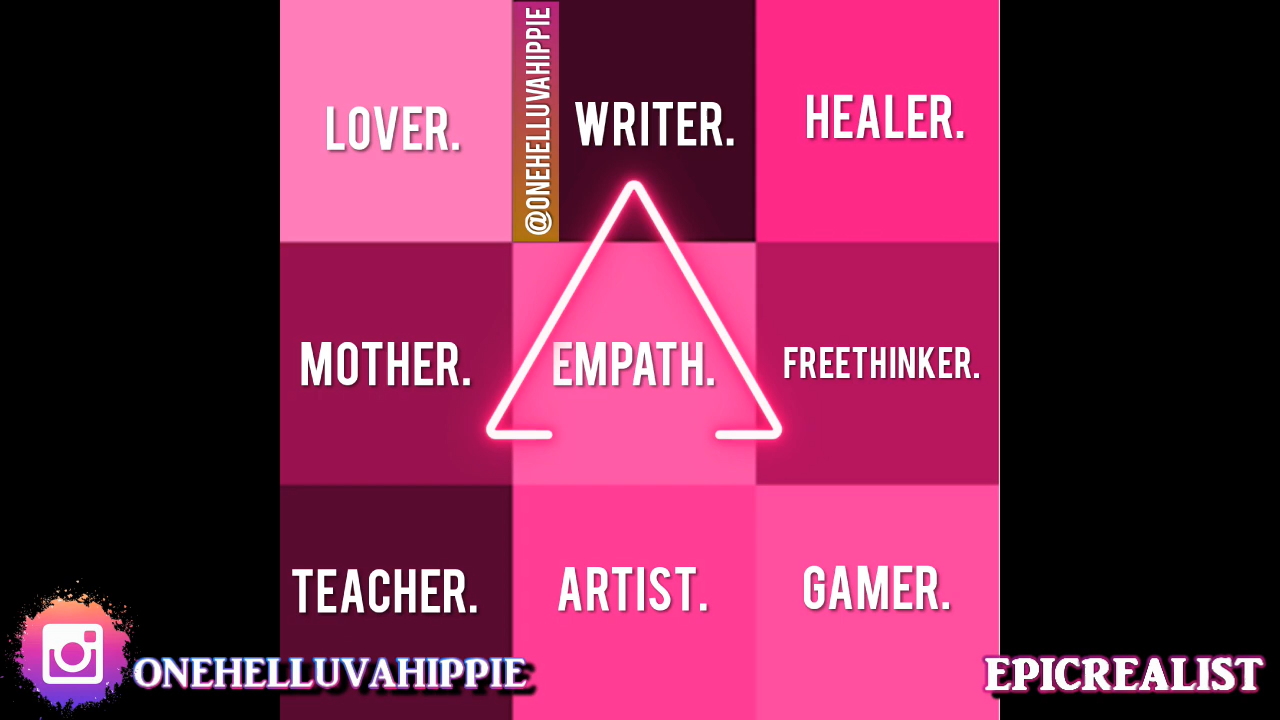 LOVER.
@ONEHELLUVAHIPPIE
WRITER.
HEALER.
MOTHER.
EMPATH.
FREETHINKER.
TEACHER.
ARTIST.
GAMER.
ONEHELLUVAHIPPIE
EPICREALIST